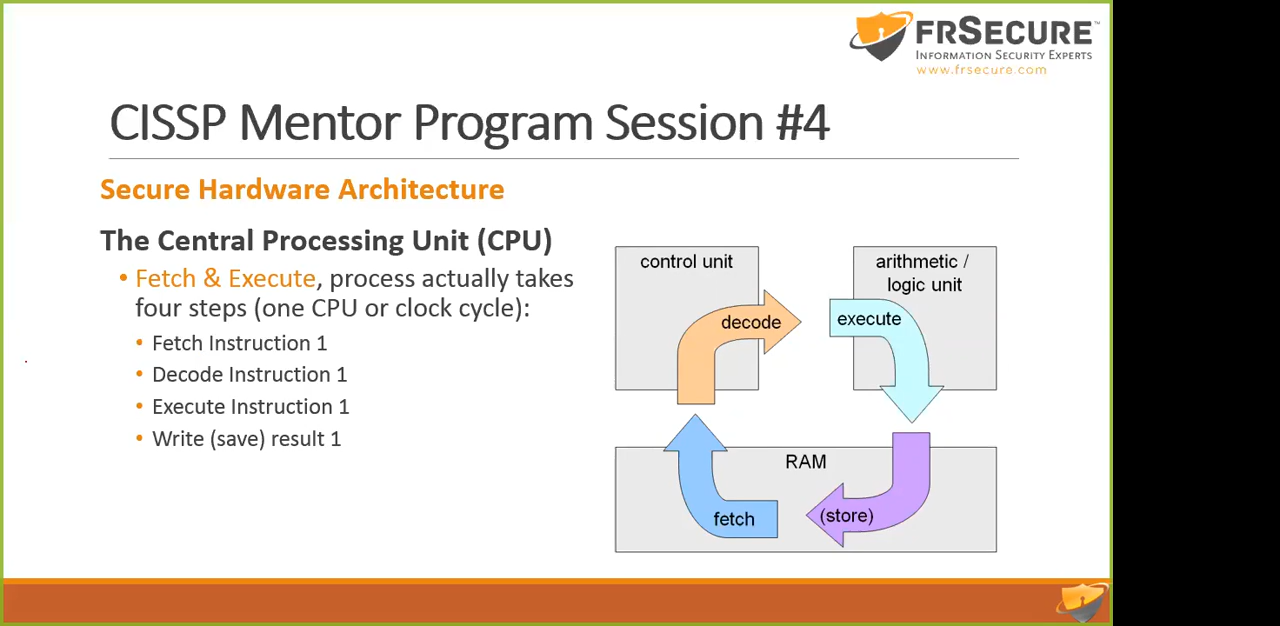 FRSECURE™
INFORMATION SECURITY EXPERTS
www.frsecure.com
CISSP Mentor Program Session #4
Secure Hardware Architecture
The Central Processing Unit (CPU)
• Fetch & Execute, process actually takes
four steps (one CPU or clock cycle):
• Fetch Instruction 1
• Decode Instruction 1
• Execute Instruction 1
• Write (save) result 1
control unit
decode
arithmetic /
logic unit
execute
RAM
fetch
(store)